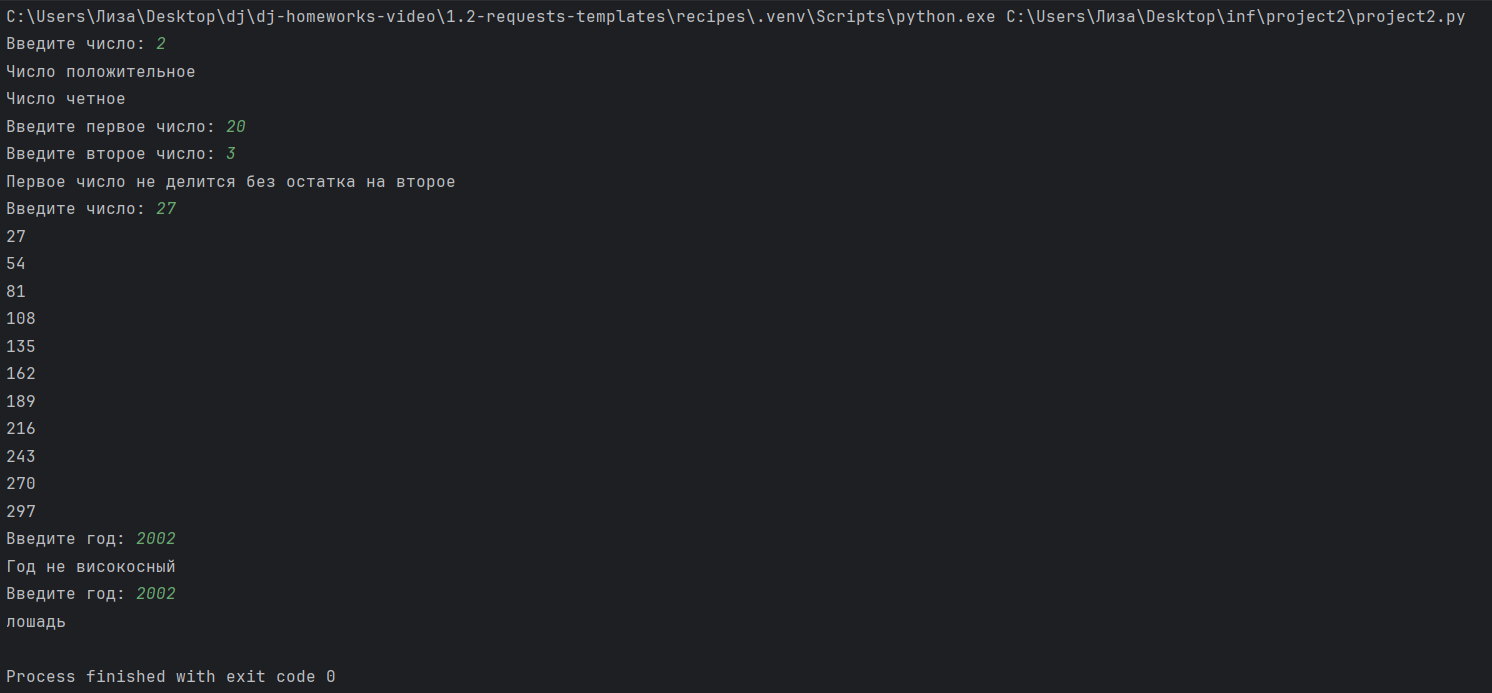 C:\Users\Лиза\Desktop\dj\dj-homeworks-video\1.2-requests-templates\recipes\.venv\Scripts\python.exe C:\Users\Лиза\Desktop\inf\project2\project2.py
Введите число: 2
Число положительное
Число четное
Введите первое число: 20
Введите второе число: 3
Первое число не делится без остатка на второе
Введите число: 27
27
54
81
108
135
162
189
216
243
270
297
Введите год: 2002
Год не високосный
Введите год: 2002
лошадь
Process finished with exit code 0